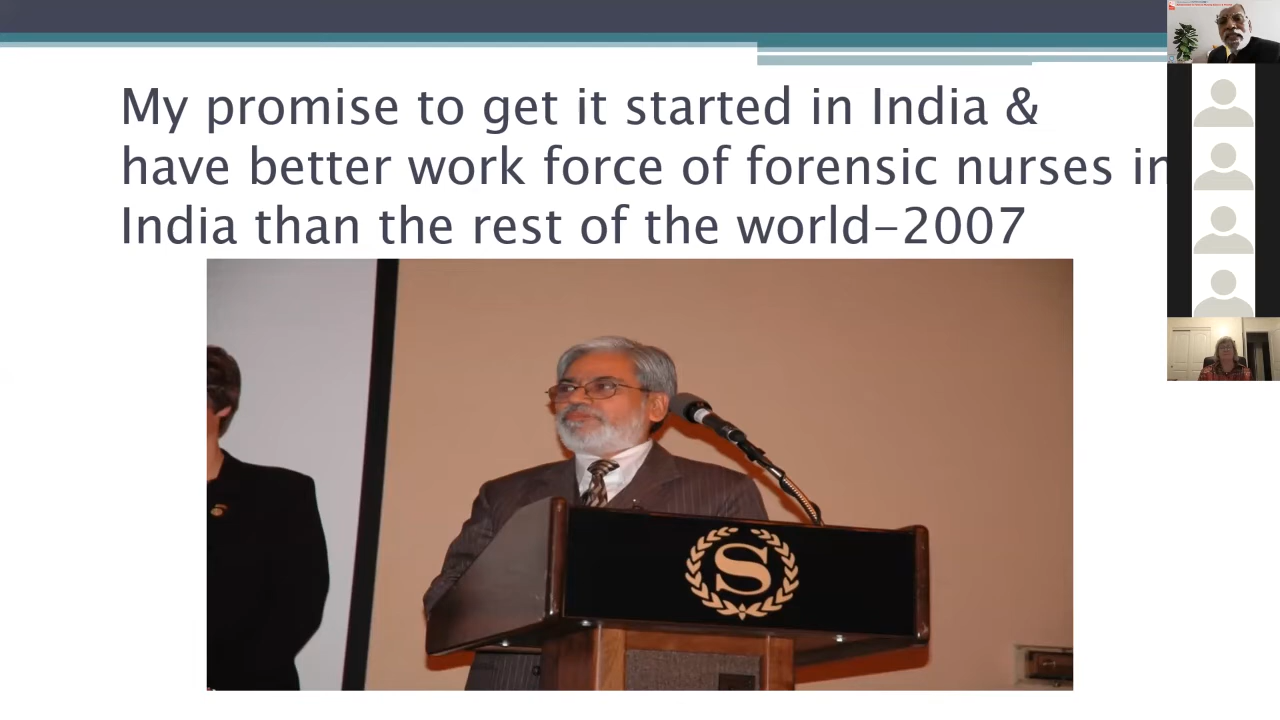 My promise to get it started in India &
have better work force of forensic nurses in
India than the rest of the world-2007
S